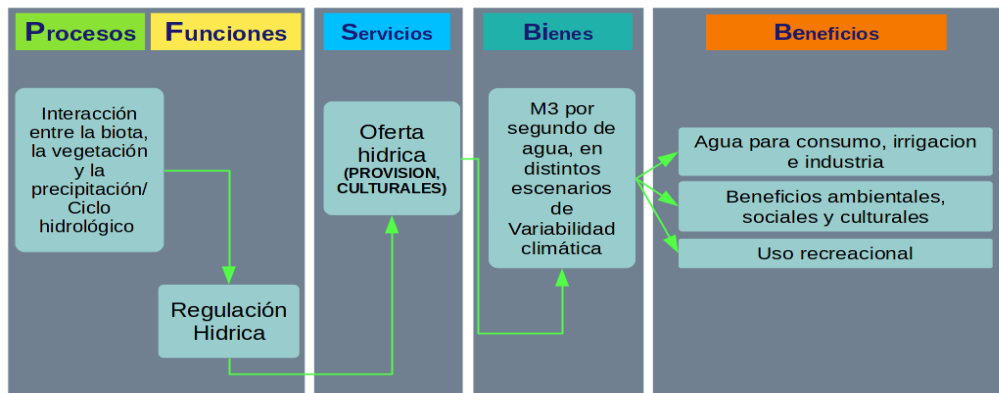 Procesos
Funciones
Servicios
Bienes
Beneficios
Interacción
entre la biota,
la vegetación
y la
precipitación/
Ciclo
hidrológico
Regulación
Hidrica
Oferta
hidrica
(PROVISION,
CULTURALES)
M3 por
segundo de
agua, en
distintos
escenarios
de
Variabilidad
climática
Agua para consumo, irrigacion
e industria
Beneficios ambientales,
sociales y culturales
Uso recreacional